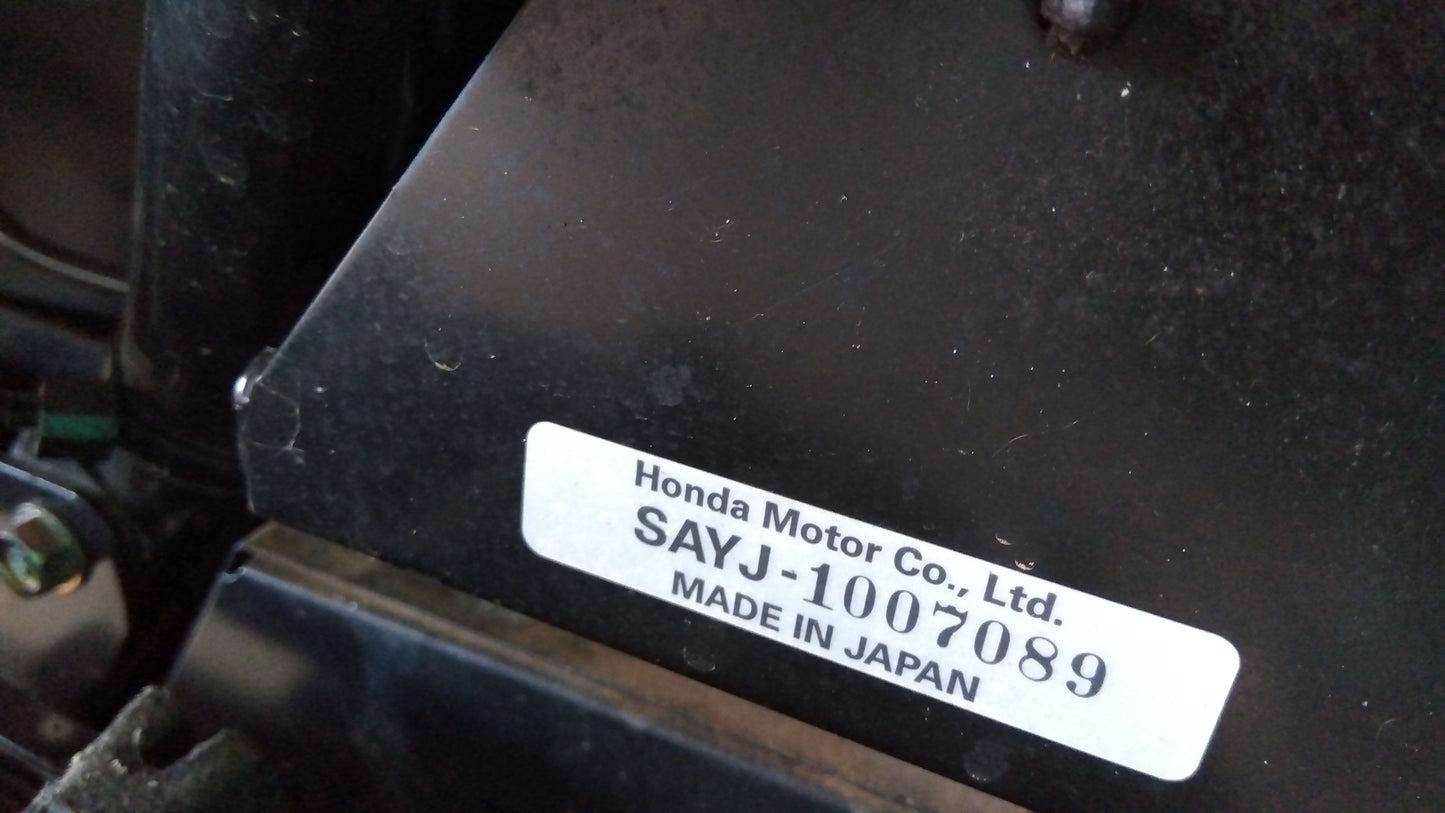 Honda Motor Co., Ltd.
SAYJ-1007089
MADE IN JAPAN